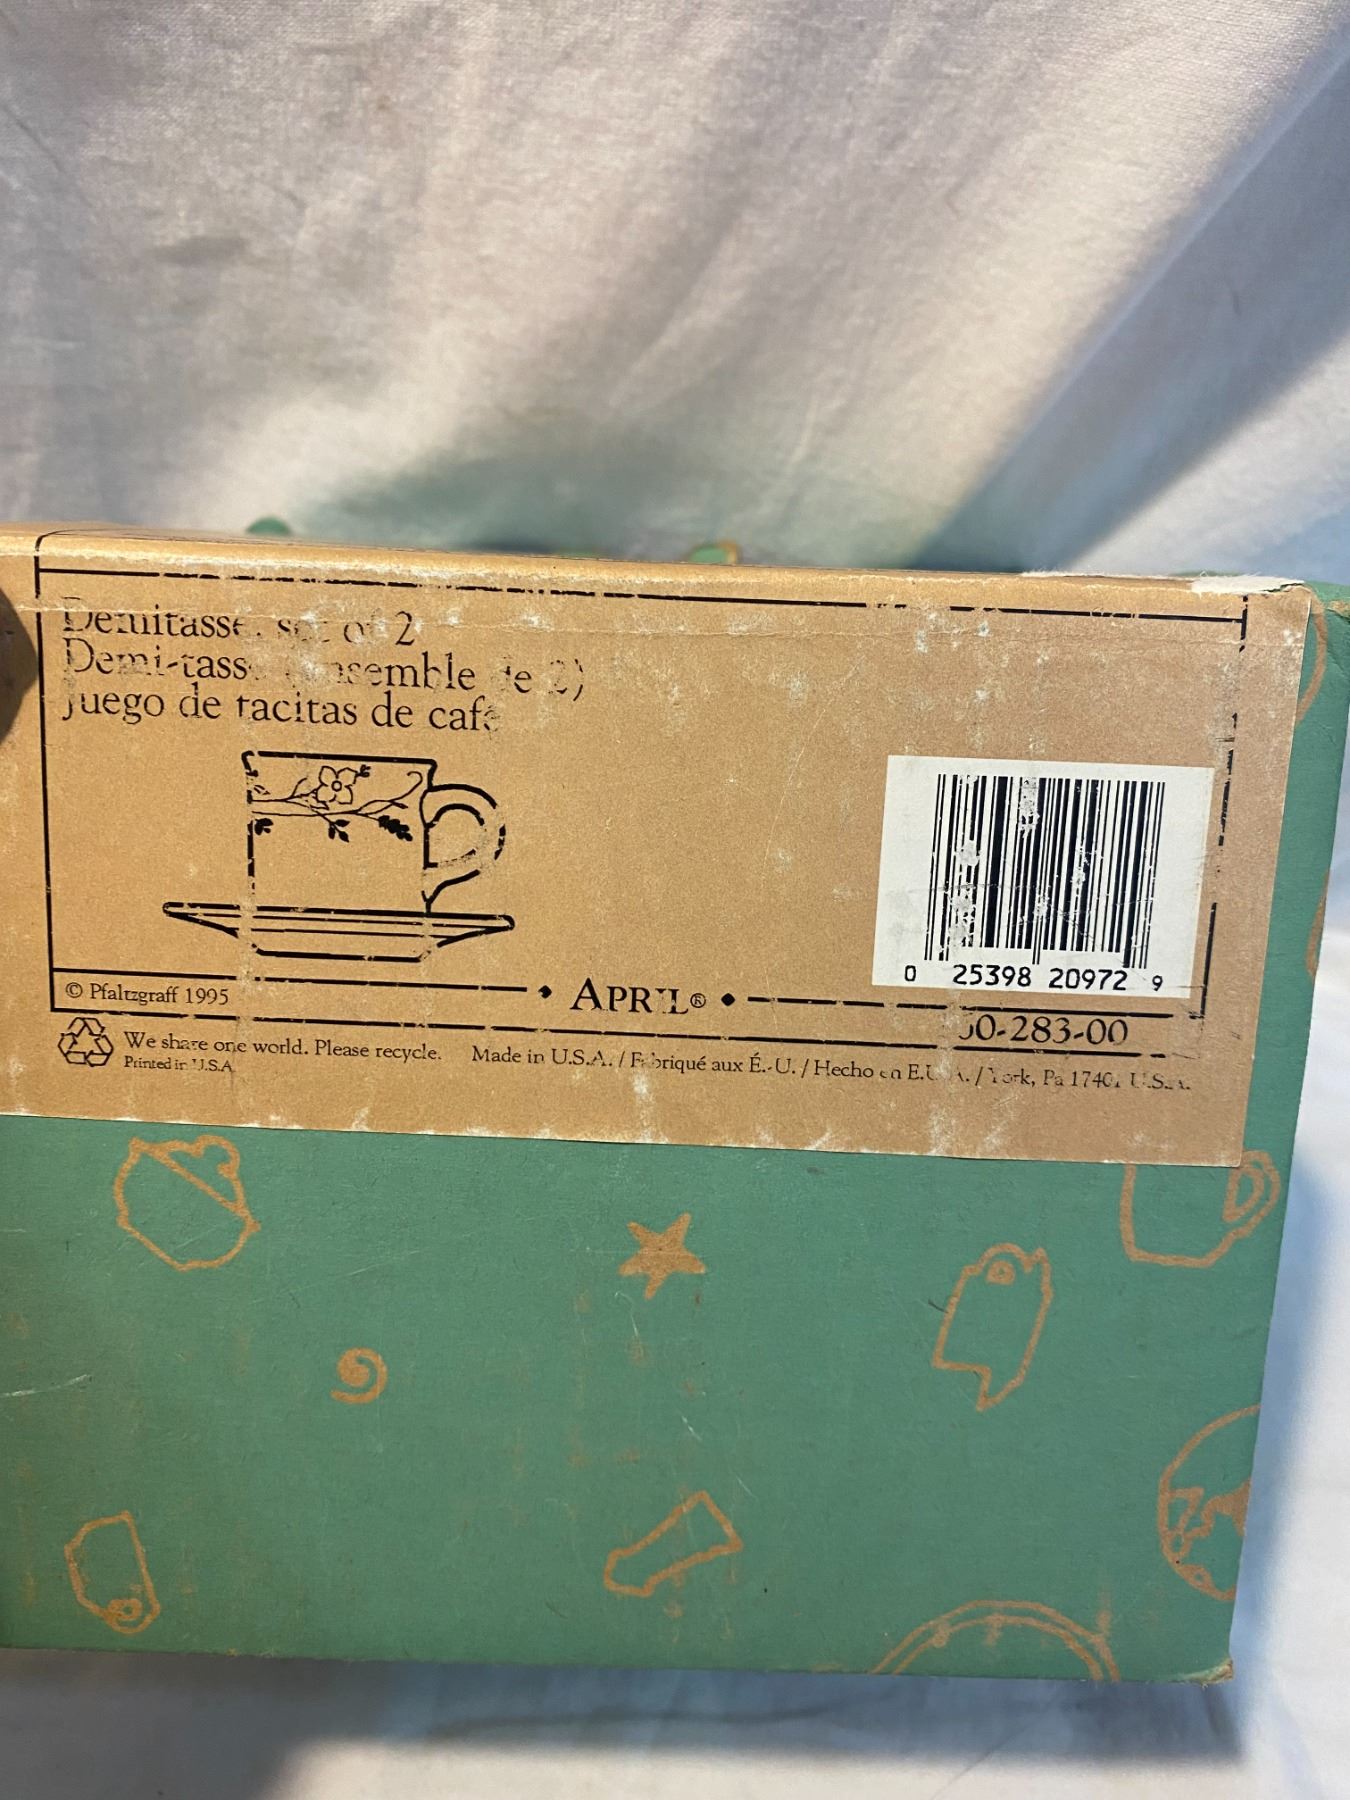 Demitasse, set of 2
Demi-tasse (ensemble de 2)
Juego de tacitas de café
0 25398 20972 9
© Pfaltzgraff 1995
APRIL®
0-283-00
We share one world. Please recycle.
Printed in U.S.A.
Made in U.S.A. / Fabriqué aux É.-U. / Hecho en E.U.A. / York, Pa 17401 U.S.A.